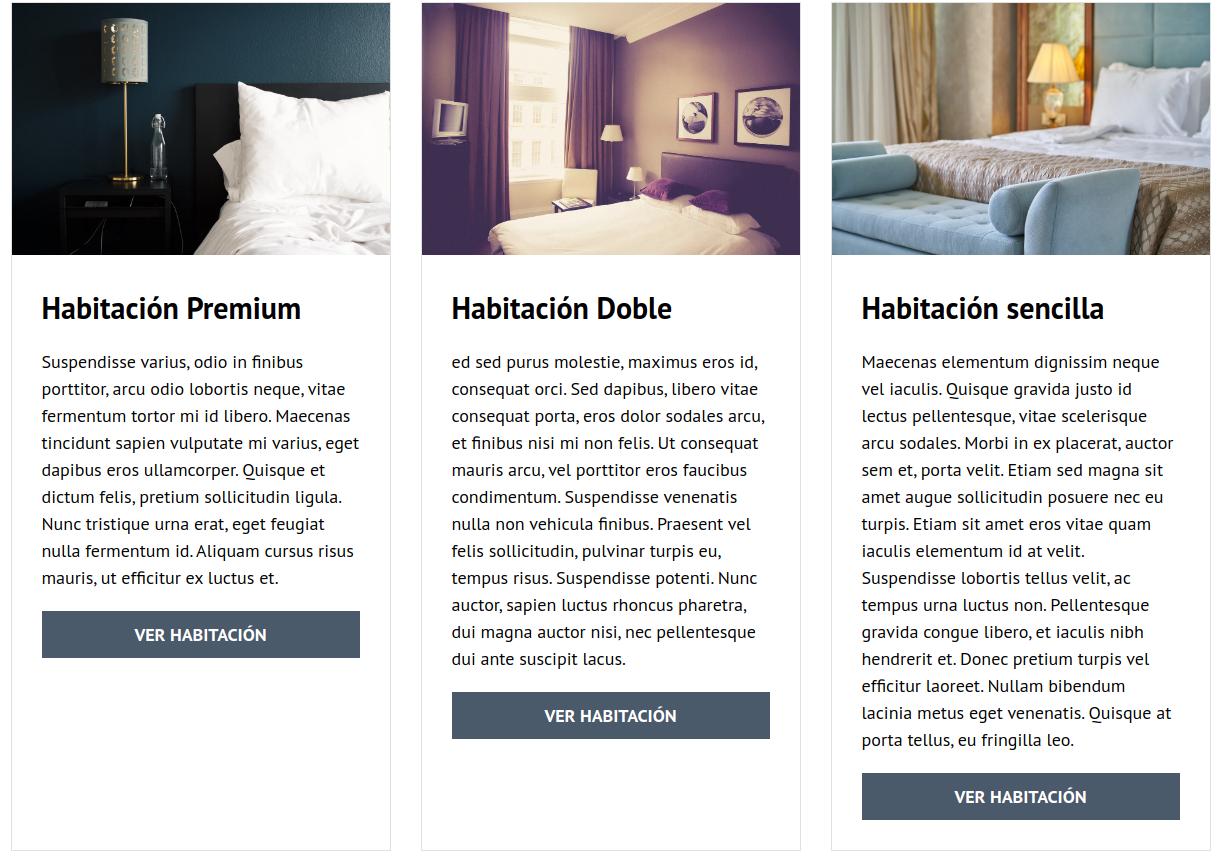 Habitación Premium
Suspendisse varius, odio in finibus
porttitor, arcu odio lobortis neque, vitae
fermentum tortor mi id libero. Maecenas
tincidunt sapien vulputate mi varius, eget
dapibus eros ullamcorper. Quisque et
dictum felis, pretium sollicitudin ligula.
Nunc tristique urna erat, eget feugiat
nulla fermentum id. Aliquam cursus risus
mauris, ut efficitur ex luctus et.
VER HABITACIÓN
Habitación Doble
ed sed purus molestie, maximus eros id,
consequat orci. Sed dapibus, libero vitae
consequat porta, eros dolor sodales arcu,
et finibus nisi mi non felis. Ut consequat
mauris arcu, vel porttitor eros faucibus
condimentum. Suspendisse venenatis
nulla non vehicula finibus. Praesent vel
felis sollicitudin, pulvinar turpis eu,
tempus risus. Suspendisse potenti. Nunc
auctor, sapien luctus rhoncus pharetra,
dui magna auctor nisi, nec pellentesque
dui ante suscipit lacus.
VER HABITACIÓN
Habitación sencilla
Maecenas elementum dignissim neque
vel iaculis. Quisque gravida justo id
lectus pellentesque, vitae scelerisque
arcu sodales. Morbi in ex placerat, auctor
sem et, porta velit. Etiam sed magna sit
amet augue sollicitudin posuere nec eu
turpis. Etiam sit amet eros vitae quam
iaculis elementum id at velit.
Suspendisse lobortis tellus velit, ac
tempus urna luctus non. Pellentesque
gravida congue libero, et iaculis nibh
hendrerit et. Donec pretium turpis vel
efficitur laoreet. Nullam bibendum
lacinia metus eget venenatis. Quisque at
porta tellus, eu fringilla leo.
VER HABITACIÓN